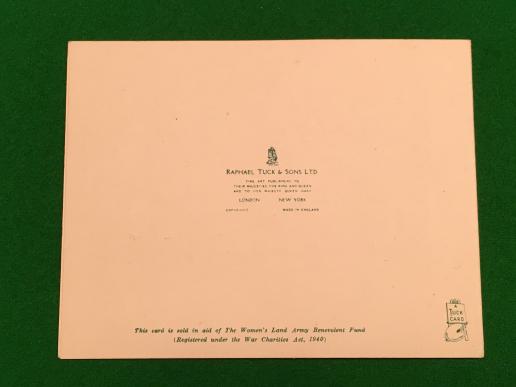 RAPHAEL TUCK & SONS LTD
FINE ART PUBLISHERS TO
THEIR MAJESTIES THE KING AND QUEEN
AND TO HER MAJESTY QUEEN MARY
LONDON NEW YORK
COPYRIGHT MADE IN ENGLAND
A
TUCK
CARD
This card is sold in aid of The Women's Land Army Benevolent Fund
(Registered under the War Charities Act, 1940)